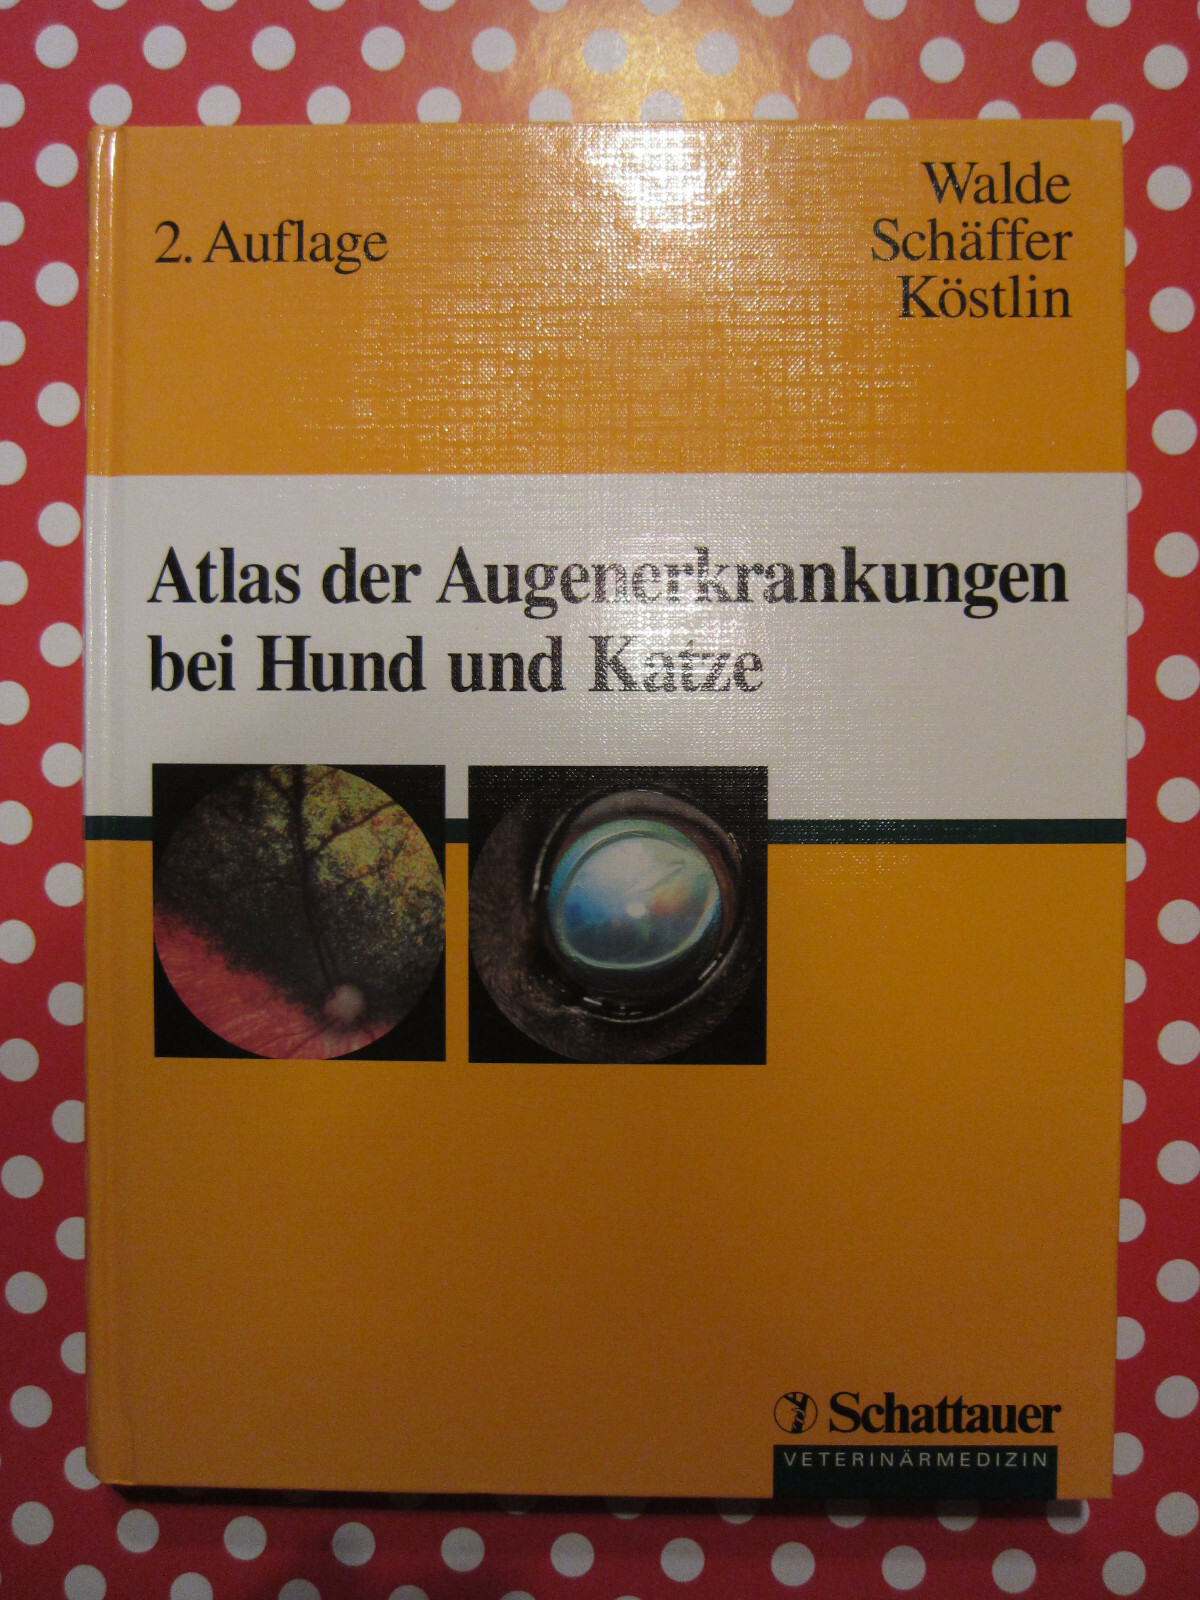 2. Auflage
Walde
Schäffer
Köstlin
Atlas der Augenerkrankungen
bei Hund und Katze
Schattauer
VETERINÄRMEDIZIN